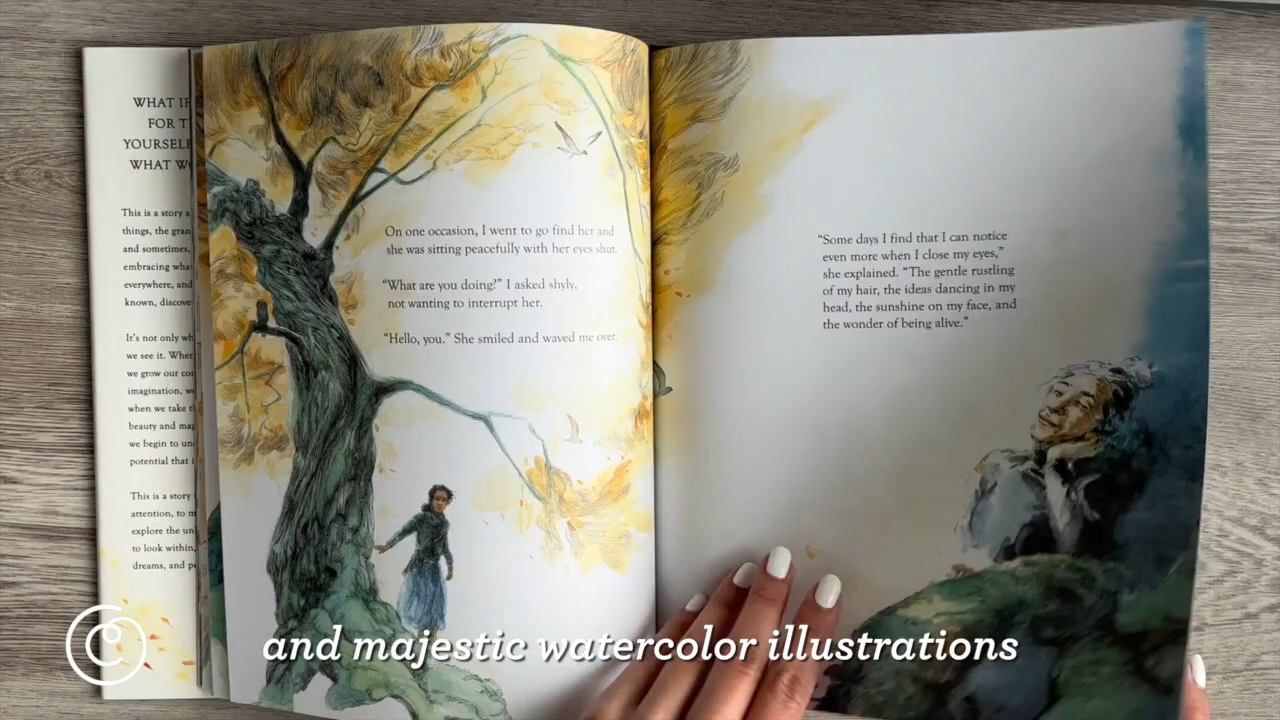 WHAT IF
FOR T
YOURSELF
WHAT W
This is a story a
things, the gran
and sometimes,
embracing what
everywhere, and
known, discove
It's not only wh
we see it. When
we grow our co
imagination, we
when we take t
beauty and mag
we begin to un
potential that i
This is a story
attention, to m
explore the un
to look within,
dreams, and p
On one occasion, I went to go find her and
she was sitting peacefully with her eyes shut.
“What are you doing?” I asked shyly,
not wanting to interrupt her.
“Hello, you.” She smiled and waved me over.
“Some days I find that I can notice
even more when I close my eyes,”
she explained. “The gentle rustling
of my hair, the ideas dancing in my
head, the sunshine on my face, and
the wonder of being alive.”
and majestic watercolor illustrations